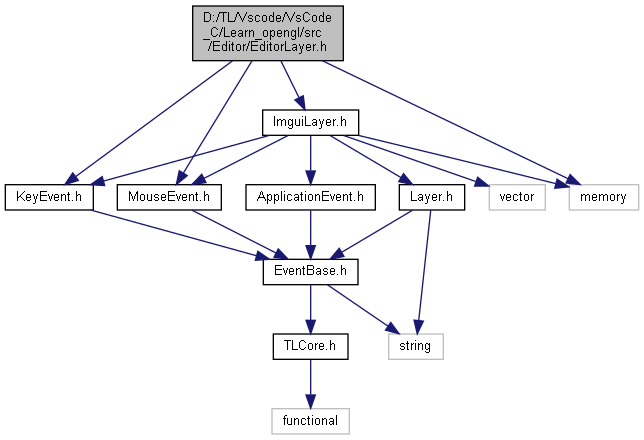 D:/TL/Vscode/VsCode
_C/Learn_opengl/src
/Editor/EditorLayer.h
ImguiLayer.h
KeyEvent.h
MouseEvent.h
ApplicationEvent.h
Layer.h
vector
memory
EventBase.h
TLCore.h
string
functional